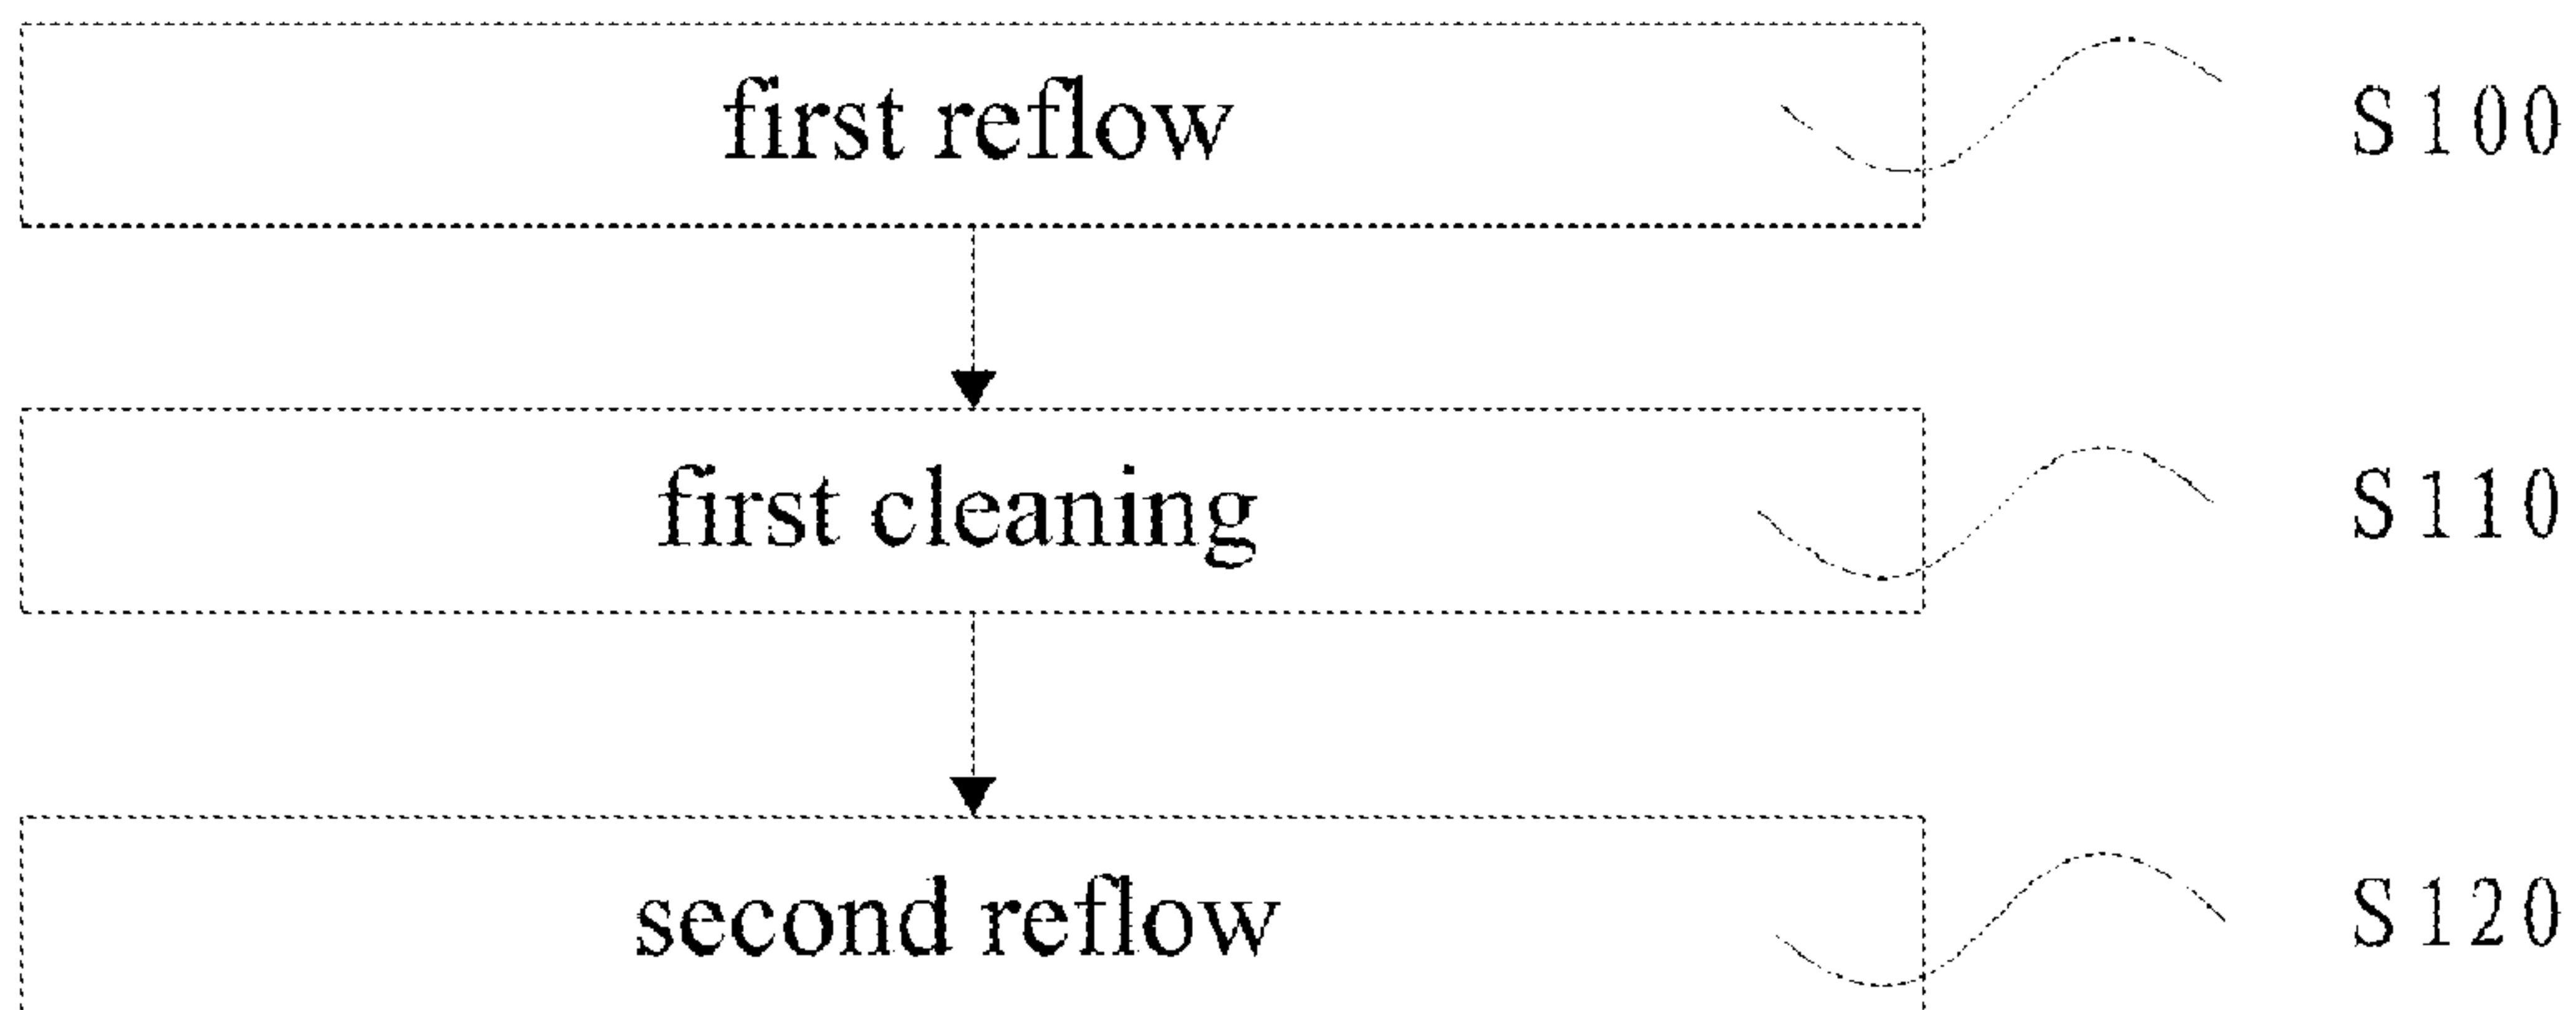 first reflow S100
first cleaning S110
second reflow S120